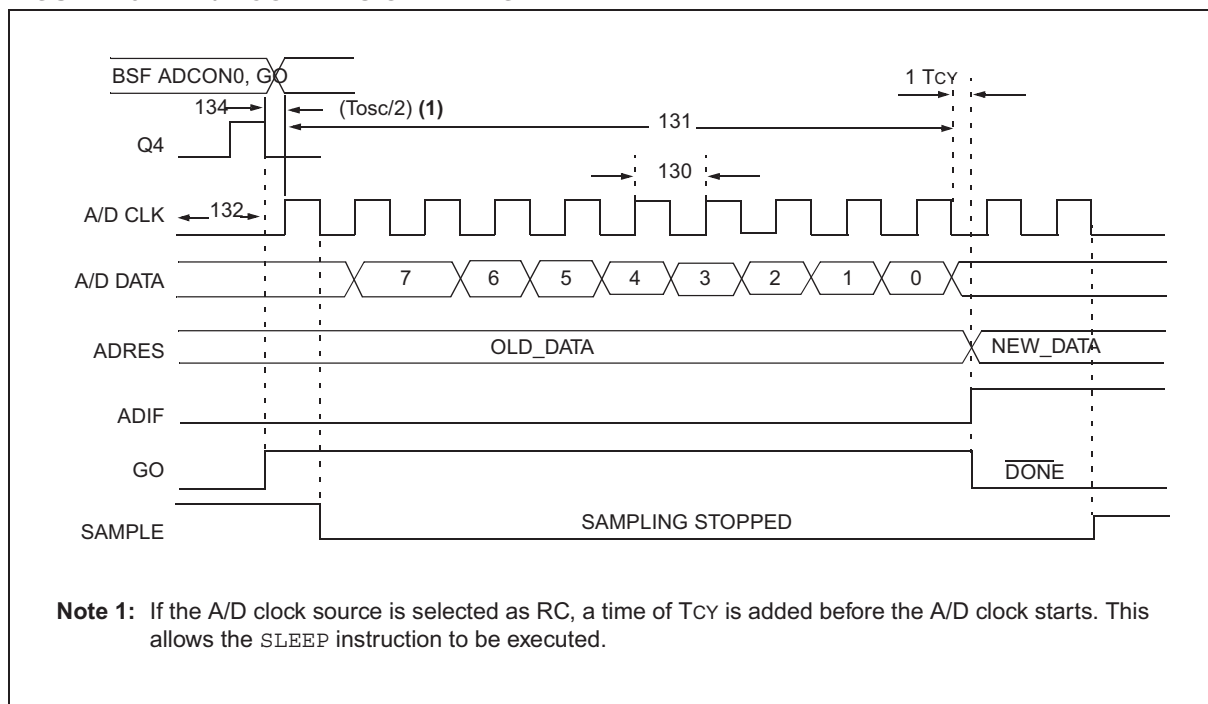 BSF ADCON0, GO
1 TCY
134
(Tosc/2) (1)
131
Q4
130
A/D CLK
132
A/D DATA
7 6 5 4 3 2 1 0
ADRES
OLD_DATA
NEW_DATA
ADIF
GO
DONE
SAMPLE
SAMPLING STOPPED
Note 1: If the A/D clock source is selected as RC, a time of TCY is added before the A/D clock starts. This
allows the SLEEP instruction to be executed.